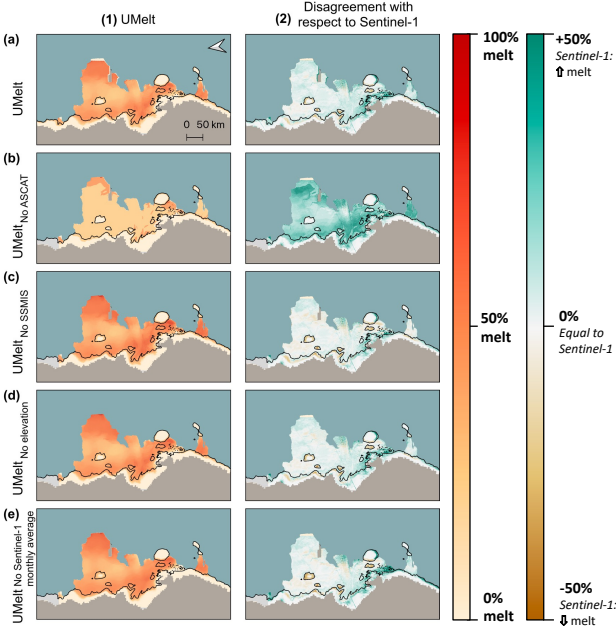 (1) UMelt
(2) Disagreement with
respect to Sentinel-1
(a)
UMelt
0 50 km
(b)
UMelt No ASCAT
(c)
UMelt No SSMIS
(d)
UMelt No elevation
(e)
UMelt No Sentinel-1
monthly average
100%
melt
50%
melt
0%
melt
+50%
Sentinel-1:
⇧ melt
0%
Equal to
Sentinel-1
-50%
Sentinel-1:
⇩ melt